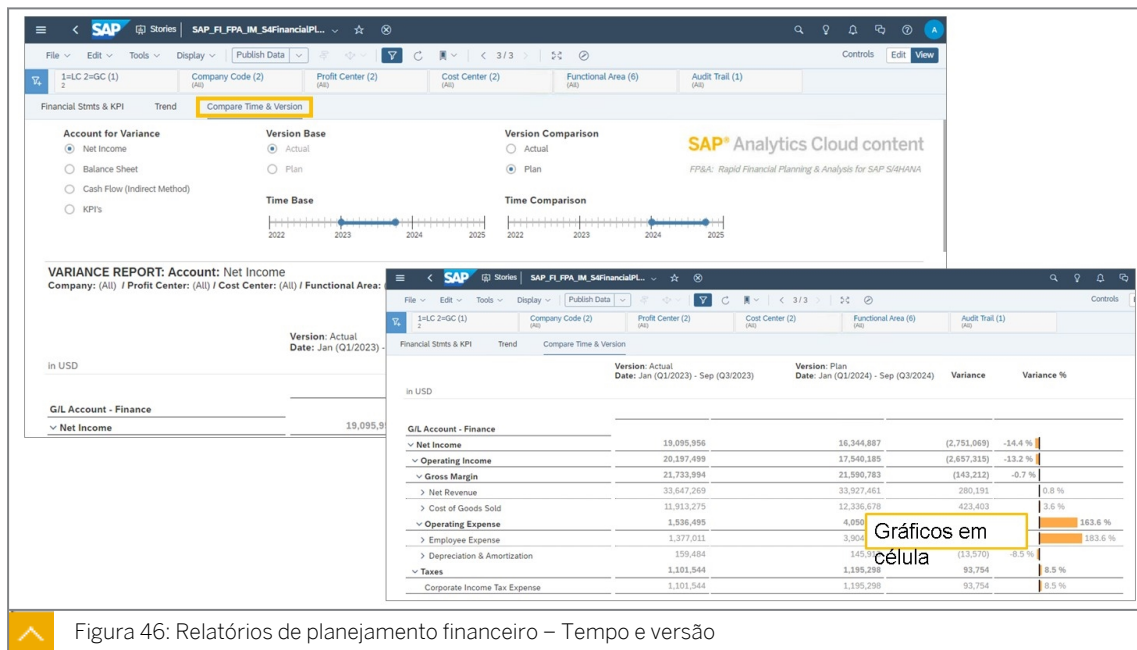 SAP Stories SAP_FI_FPA_IM_S4FinancialPl... A
File Edit Tools Display Publish Data 3/3 Controls Edit View
1=LC 2=GC (1) Company Code (2) Profit Center (2) Cost Center (2) Functional Area (6) Audit Trail (1)
2 (All) (All) (All) (All) (All)
Financial Stmts & KPI Trend Compare Time & Version
Account for Variance Version Base Version Comparison
Net Income Actual Actual
Balance Sheet Plan Plan
Cash Flow (Indirect Method)
KPI's
SAP® Analytics Cloud content
FP&A: Rapid Financial Planning & Analysis for SAP S/4HANA
Time Base Time Comparison
2022 2023 2024 2025 2022 2023 2024 2025
VARIANCE REPORT: Account: Net Income
Company: (All) / Profit Center: (All) / Cost Center: (All) / Functional Area:
Version: Actual
Date: Jan (Q1/2023) -
in USD
G/L Account - Finance
Net Income 19,095,9
SAP Stories SAP_FI_FPA_IM_S4FinancialPl...
File Edit Tools Display Publish Data 3/3 Controls
1=LC 2=GC (1) Company Code (2) Profit Center (2) Cost Center (2) Functional Area (6) Audit Trail (1)
2 (All) (All) (All) (All) (All)
Financial Stmts & KPI Trend Compare Time & Version
Version: Actual Version: Plan
Date: Jan (Q1/2023) - Sep (Q3/2023) Date: Jan (Q1/2024) - Sep (Q3/2024) Variance Variance %
in USD
G/L Account - Finance
Net Income 19,095,956 16,344,887 (2,751,069) -14.4 %
Operating Income 20,197,499 17,540,185 (2,657,315) -13.2 %
Gross Margin 21,733,994 21,590,783 (143,212) -0.7 %
Net Revenue 33,647,269 33,927,461 280,191 0.8 %
Cost of Goods Sold 11,913,275 12,336,678 423,403 3.6 %
Operating Expense 1,536,495 4,050 163.6 %
Employee Expense 1,377,011 3,904 183.6 %
Depreciation & Amortization 159,484 145,91 (13,570) -8.5 %
Taxes 1,101,544 1,195,298 93,754 8.5 %
Corporate Income Tax Expense 1,101,544 1,195,298 93,754 8.5 %
Gráficos em
célula
Figura 46: Relatórios de planejamento financeiro – Tempo e versão